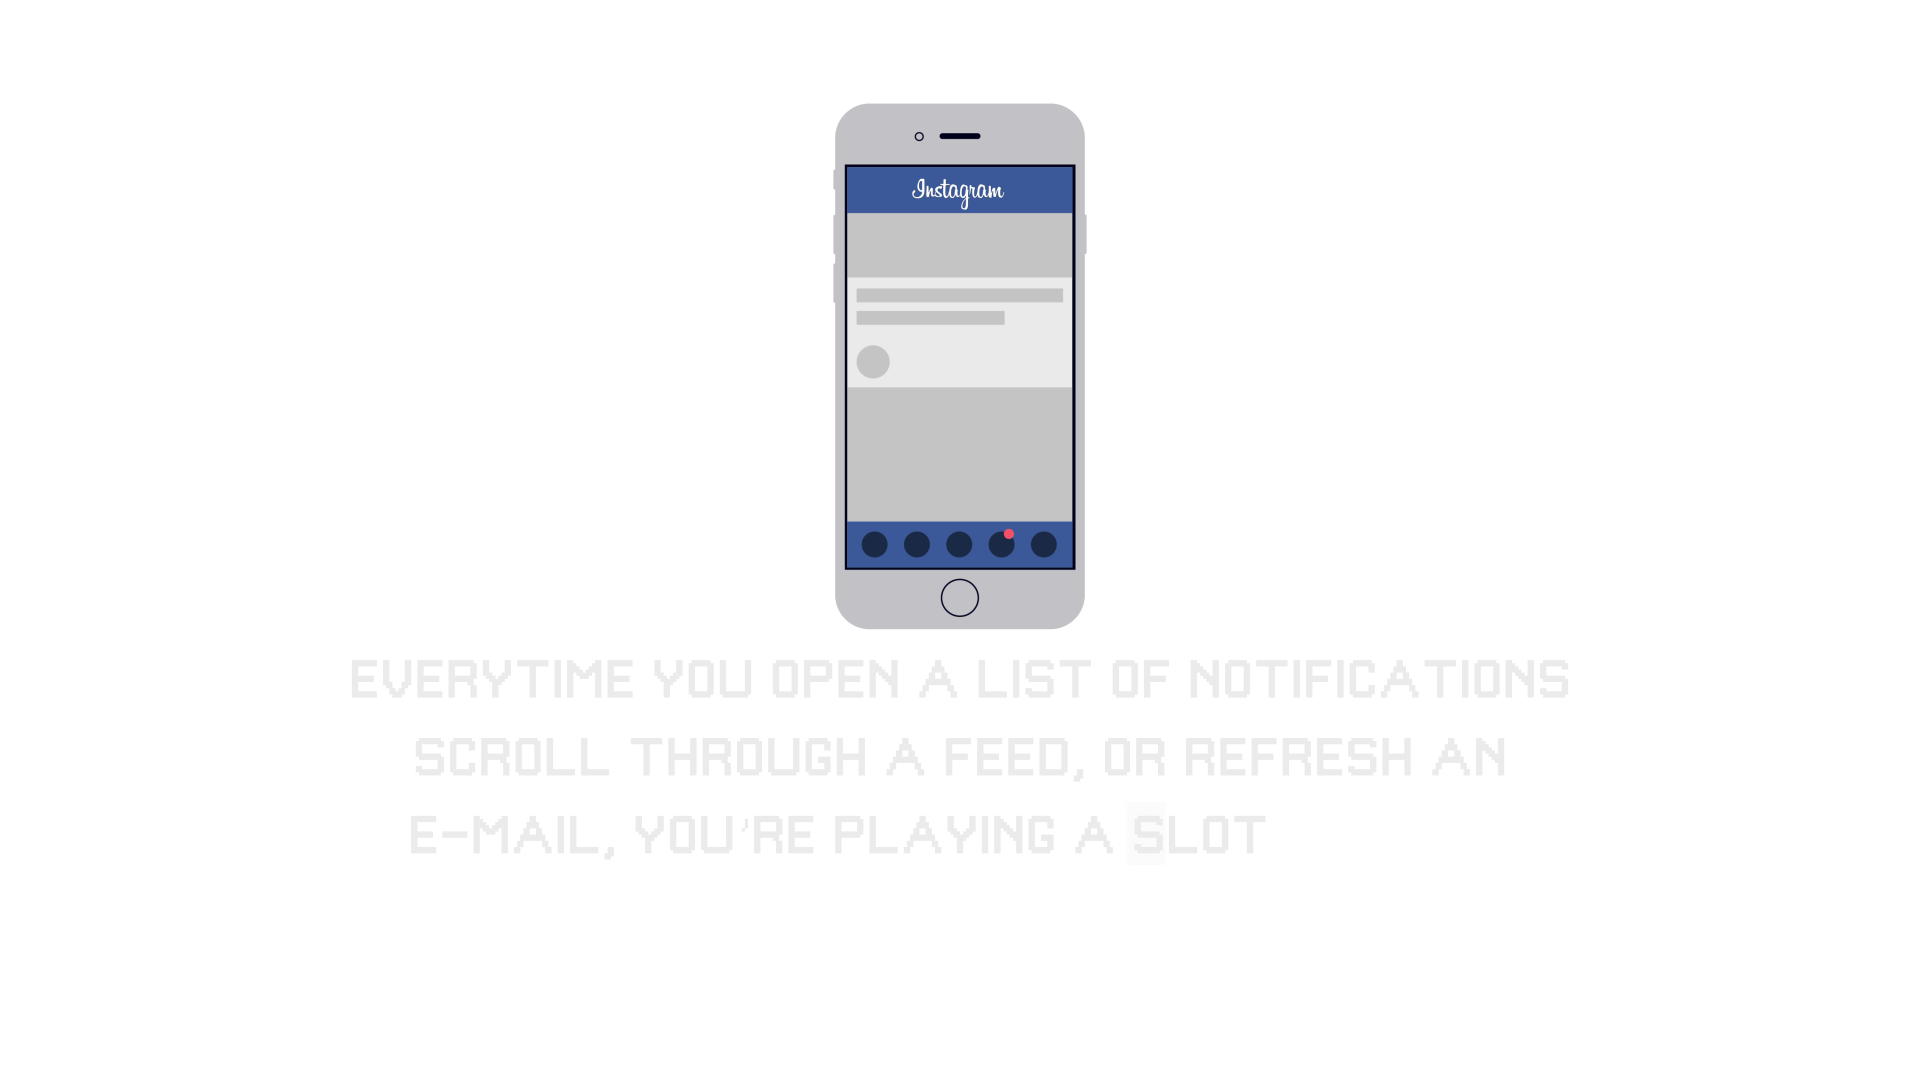 Instagram
EVERYTIME YOU OPEN A LIST OF NOTIFICATIONS
SCROLL THROUGH A FEED, OR REFRESH AN
E-MAIL, YOU'RE PLAYING A SLOT